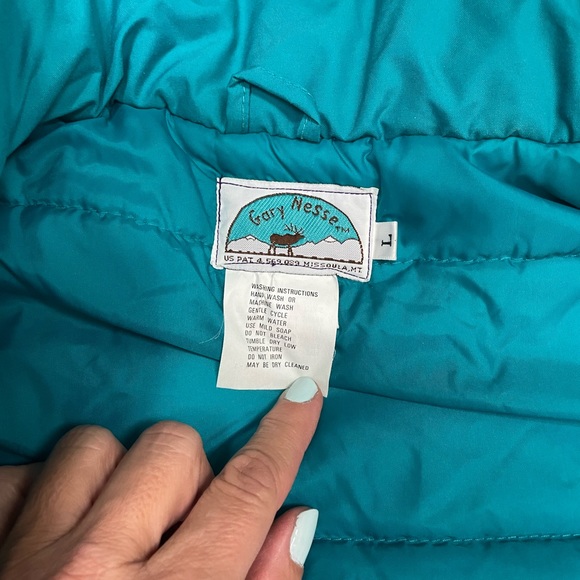 Gary Nesse TM
US PAT. 4,569,089 MISSOULA, MT.
L
WASHING INSTRUCTIONS
HAND WASH OR
MACHINE WASH
GENTLE CYCLE
WARM WATER
USE MILD SOAP
DO NOT BLEACH
TUMBLE DRY LOW
TEMPERATURE
DO NOT IRON
MAY BE DRY CLEANED